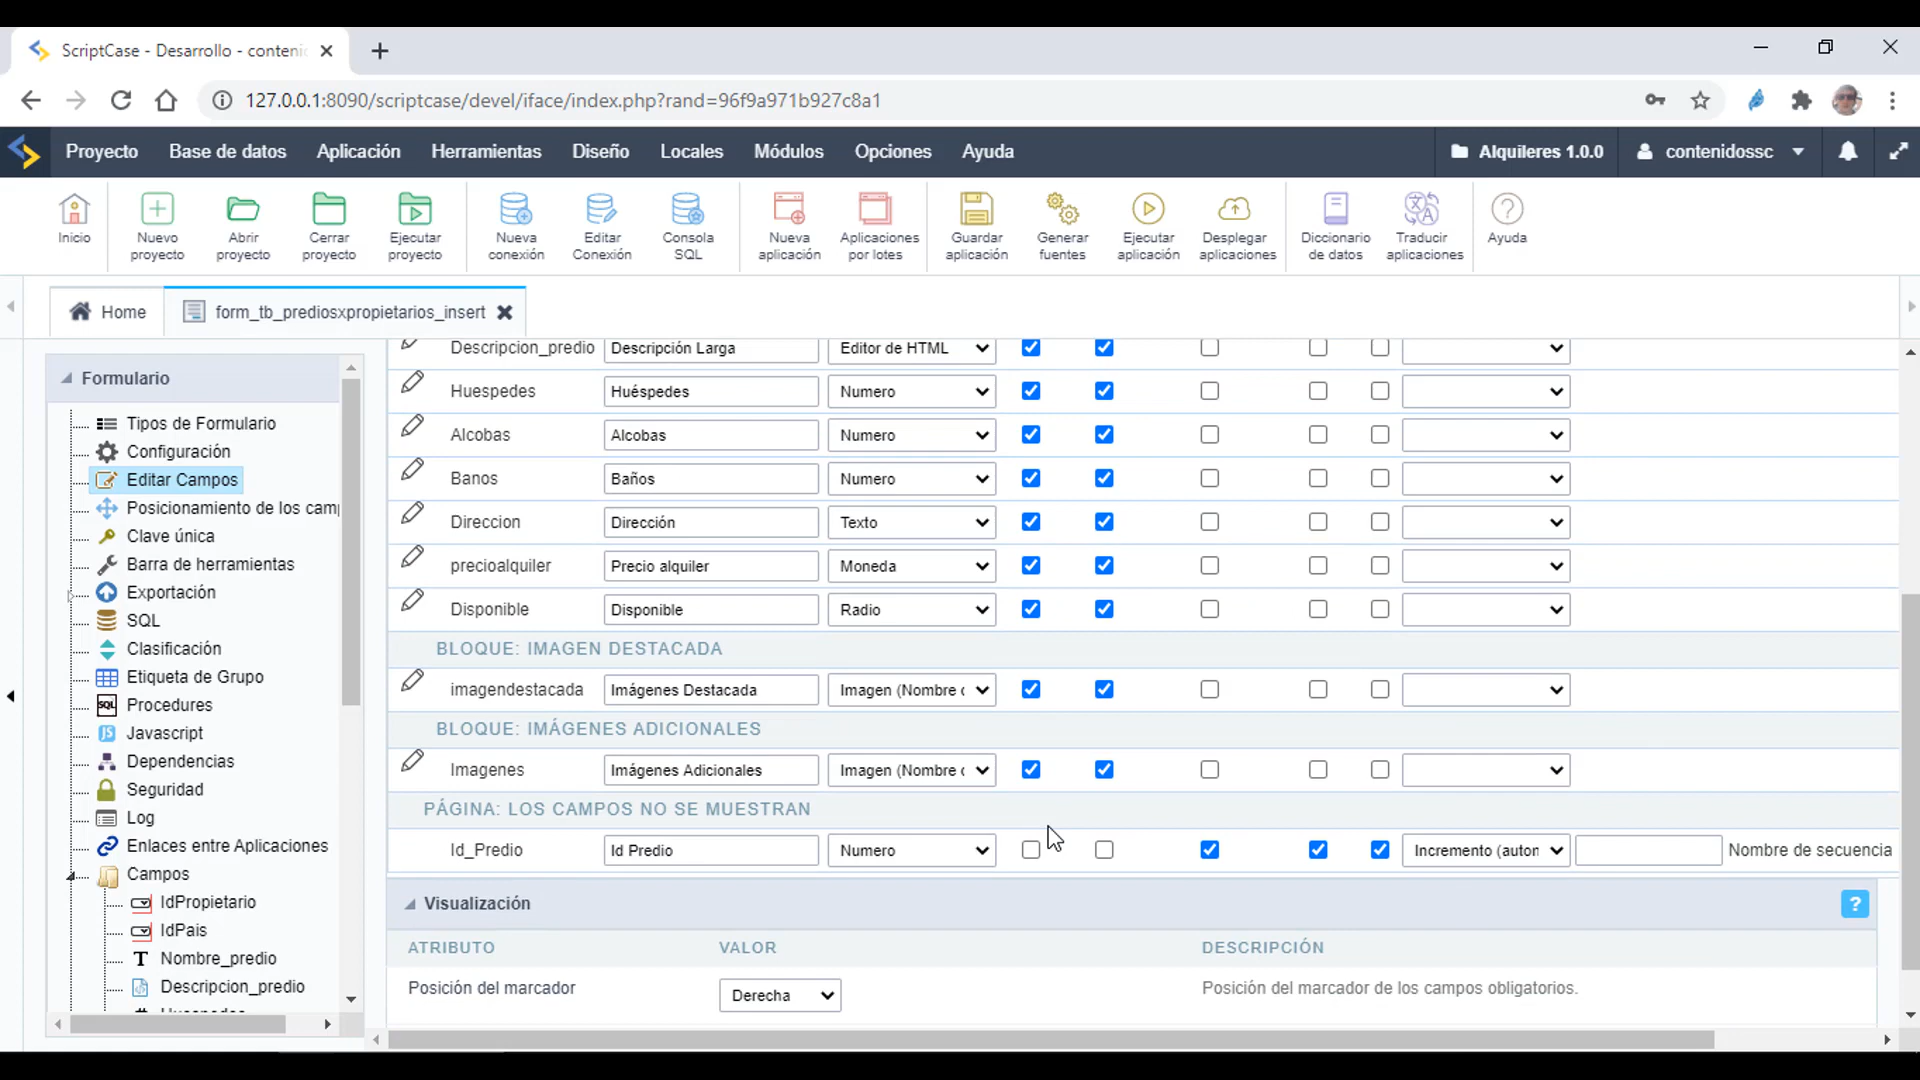 ScriptCase - Desarrollo - conteni
127.0.0.1:8090/scriptcase/devel/iface/index.php?rand=96f9a971b927c8a1
Proyecto Base de datos Aplicación Herramientas Diseño Locales Módulos Opciones Ayuda Alquileres 1.0.0 contenidossc
Inicio Nuevo proyecto Abrir proyecto Cerrar proyecto Ejecutar proyecto Nueva conexión Editar Conexión Consola SQL Nueva aplicación Aplicaciones por lotes Guardar aplicación Generar fuentes Ejecutar aplicación Desplegar aplicaciones Diccionario de datos Traducir aplicaciones Ayuda
Home form_tb_prediosxpropietarios_insert
Formulario
Tipos de Formulario
Configuración
Editar Campos
Posicionamiento de los cam
Clave única
Barra de herramientas
Exportación
SQL
Clasificación
Etiqueta de Grupo
SQL Procedures
JS Javascript
Dependencias
Seguridad
Log
Enlaces entre Aplicaciones
Campos
IdPropietario
IdPais
T Nombre_predio
Descripcion_predio
Huespedes
Descripcion_predio Descripción Larga Editor de HTML
Huespedes Huéspedes Numero
Alcobas Alcobas Numero
Banos Baños Numero
Direccion Dirección Texto
precioalquiler Precio alquiler Moneda
Disponible Disponible Radio
BLOQUE: IMAGEN DESTACADA
imagendestacada Imágenes Destacada Imagen (Nombre
BLOQUE: IMÁGENES ADICIONALES
Imagenes Imágenes Adicionales Imagen (Nombre
PÁGINA: LOS CAMPOS NO SE MUESTRAN
Id_Predio Id Predio Numero Incremento (auton Nombre de secuencia
Visualización ?
ATRIBUTO VALOR DESCRIPCIÓN
Posición del marcador Derecha Posición del marcador de los campos obligatorios.